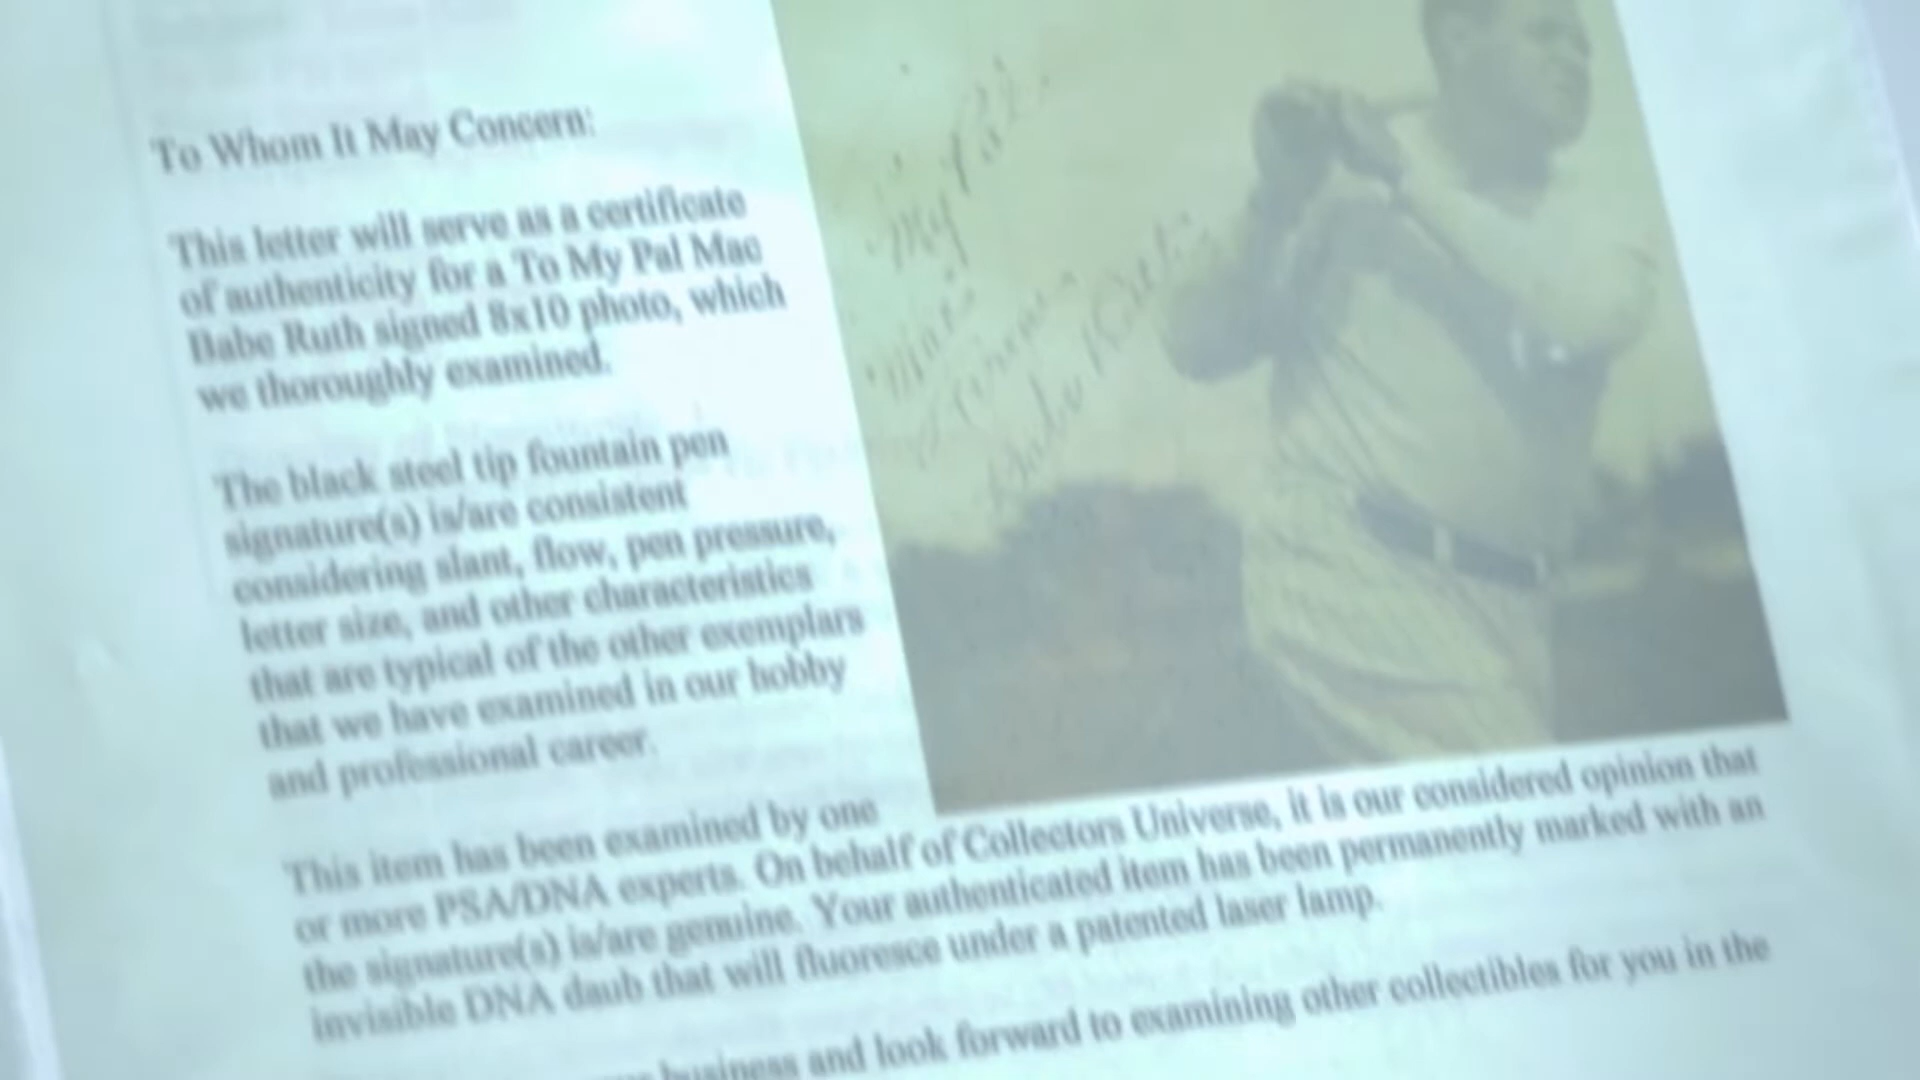 To Whom It May Concern:
This letter will serve as a certificate
of authenticity for a To My Pal Mac
Babe Ruth signed 8x10 photo, which
we thoroughly examined.
The black steel tip fountain pen
signature(s) is/are consistent
considering slant, flow, pen pressure,
letter size, and other characteristics
that are typical of the other exemplars
that we have examined in our hobby
and professional career.
This item has been examined by one
or more PSA/DNA experts. On behalf of Collectors Universe, it is our considered opinion that
the signature(s) is/are genuine. Your authenticated item has been permanently marked with an
invisible DNA daub that will fluoresce under a patented laser lamp.
business and look forward to examining other collectibles for you in the
My Pal
Babe Ruth